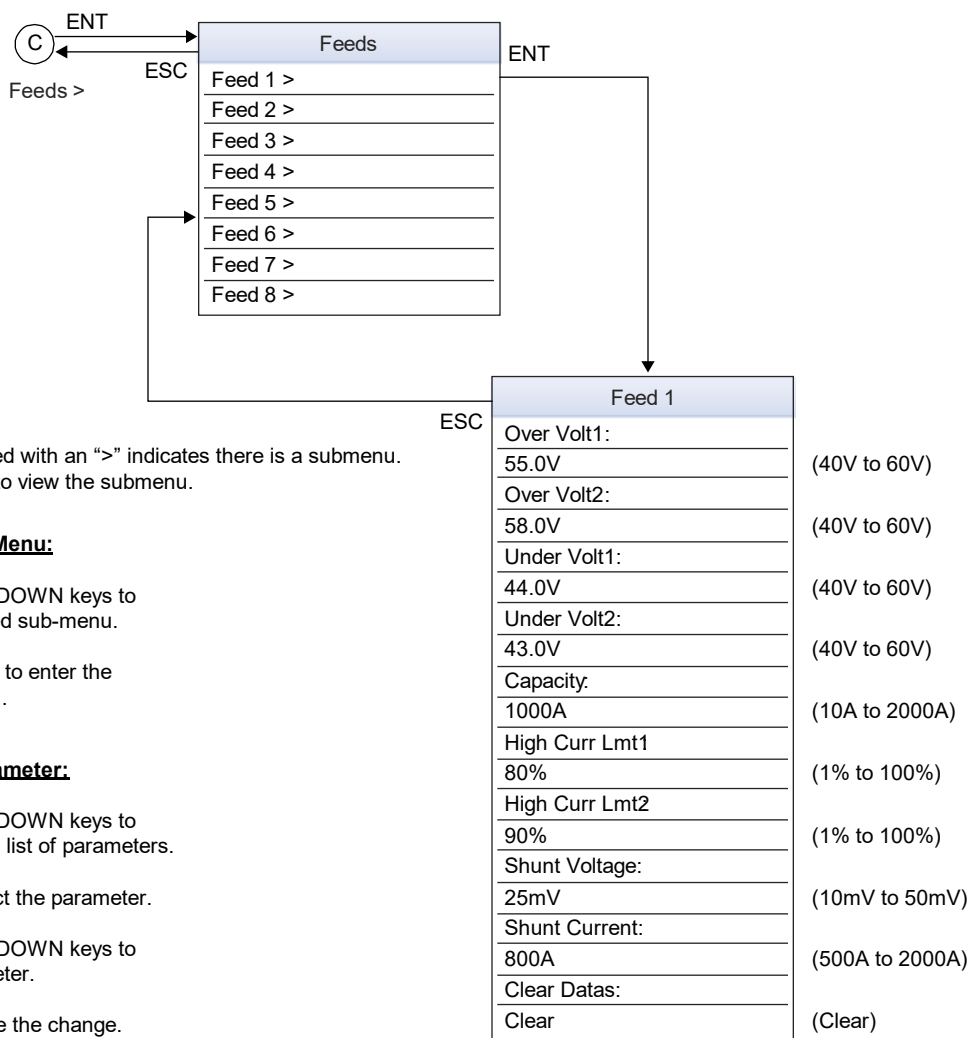 ENT
C
ESC
Feeds >
Feeds
Feed 1 >
Feed 2 >
Feed 3 >
Feed 4 >
Feed 5 >
Feed 6 >
Feed 7 >
Feed 8 >
ENT
ESC
Feed 1
Over Volt1:
55.0V (40V to 60V)
Over Volt2:
58.0V (40V to 60V)
Under Volt1:
44.0V (40V to 60V)
Under Volt2:
43.0V (40V to 60V)
Capacity:
1000A (10A to 2000A)
High Curr Lmt1
80% (1% to 100%)
High Curr Lmt2
90% (1% to 100%)
Shunt Voltage:
25mV (10mV to 50mV)
Shunt Current:
800A (500A to 2000A)
Clear Datas:
Clear (Clear)
with an “>” indicates there is a submenu.
to view the submenu.
Menu:
DOWN keys to
sub-menu.
to enter the
.
DOWN keys to
list of parameters.
the parameter.
DOWN keys to
the change.